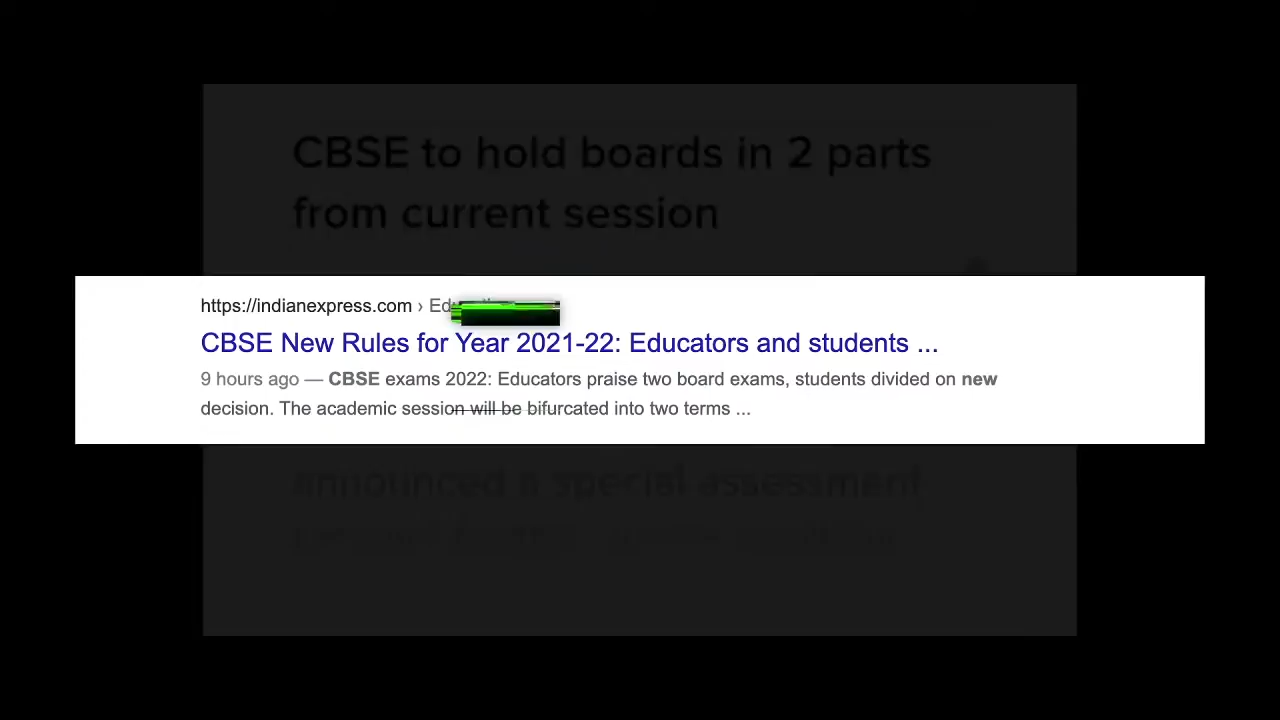 CBSE to hold boards in 2 parts
from current session
https://indianexpress.com ›
CBSE New Rules for Year 2021-22: Educators and students ...
9 hours ago — CBSE exams 2022: Educators praise two board exams, students divided on new
decision. The academic session will be bifurcated into two terms ...
announced a special assessment